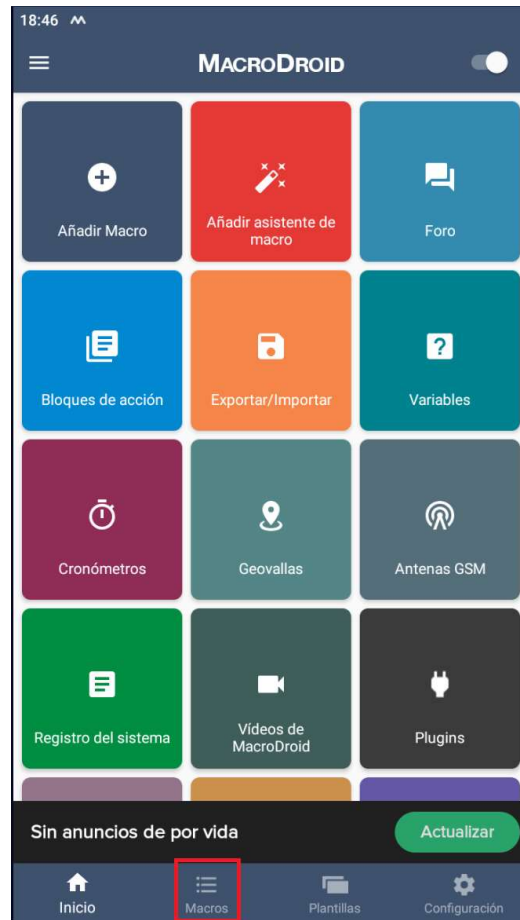 18:46
MACRODROID
Añadir Macro
Añadir asistente de
macro
Foro
Bloques de acción
Exportar/Importar
Variables
Cronómetros
Geovallas
Antenas GSM
Registro del sistema
Vídeos de
MacroDroid
Plugins
Sin anuncios de por vida
Actualizar
Inicio
Macros
Plantillas
Configuración